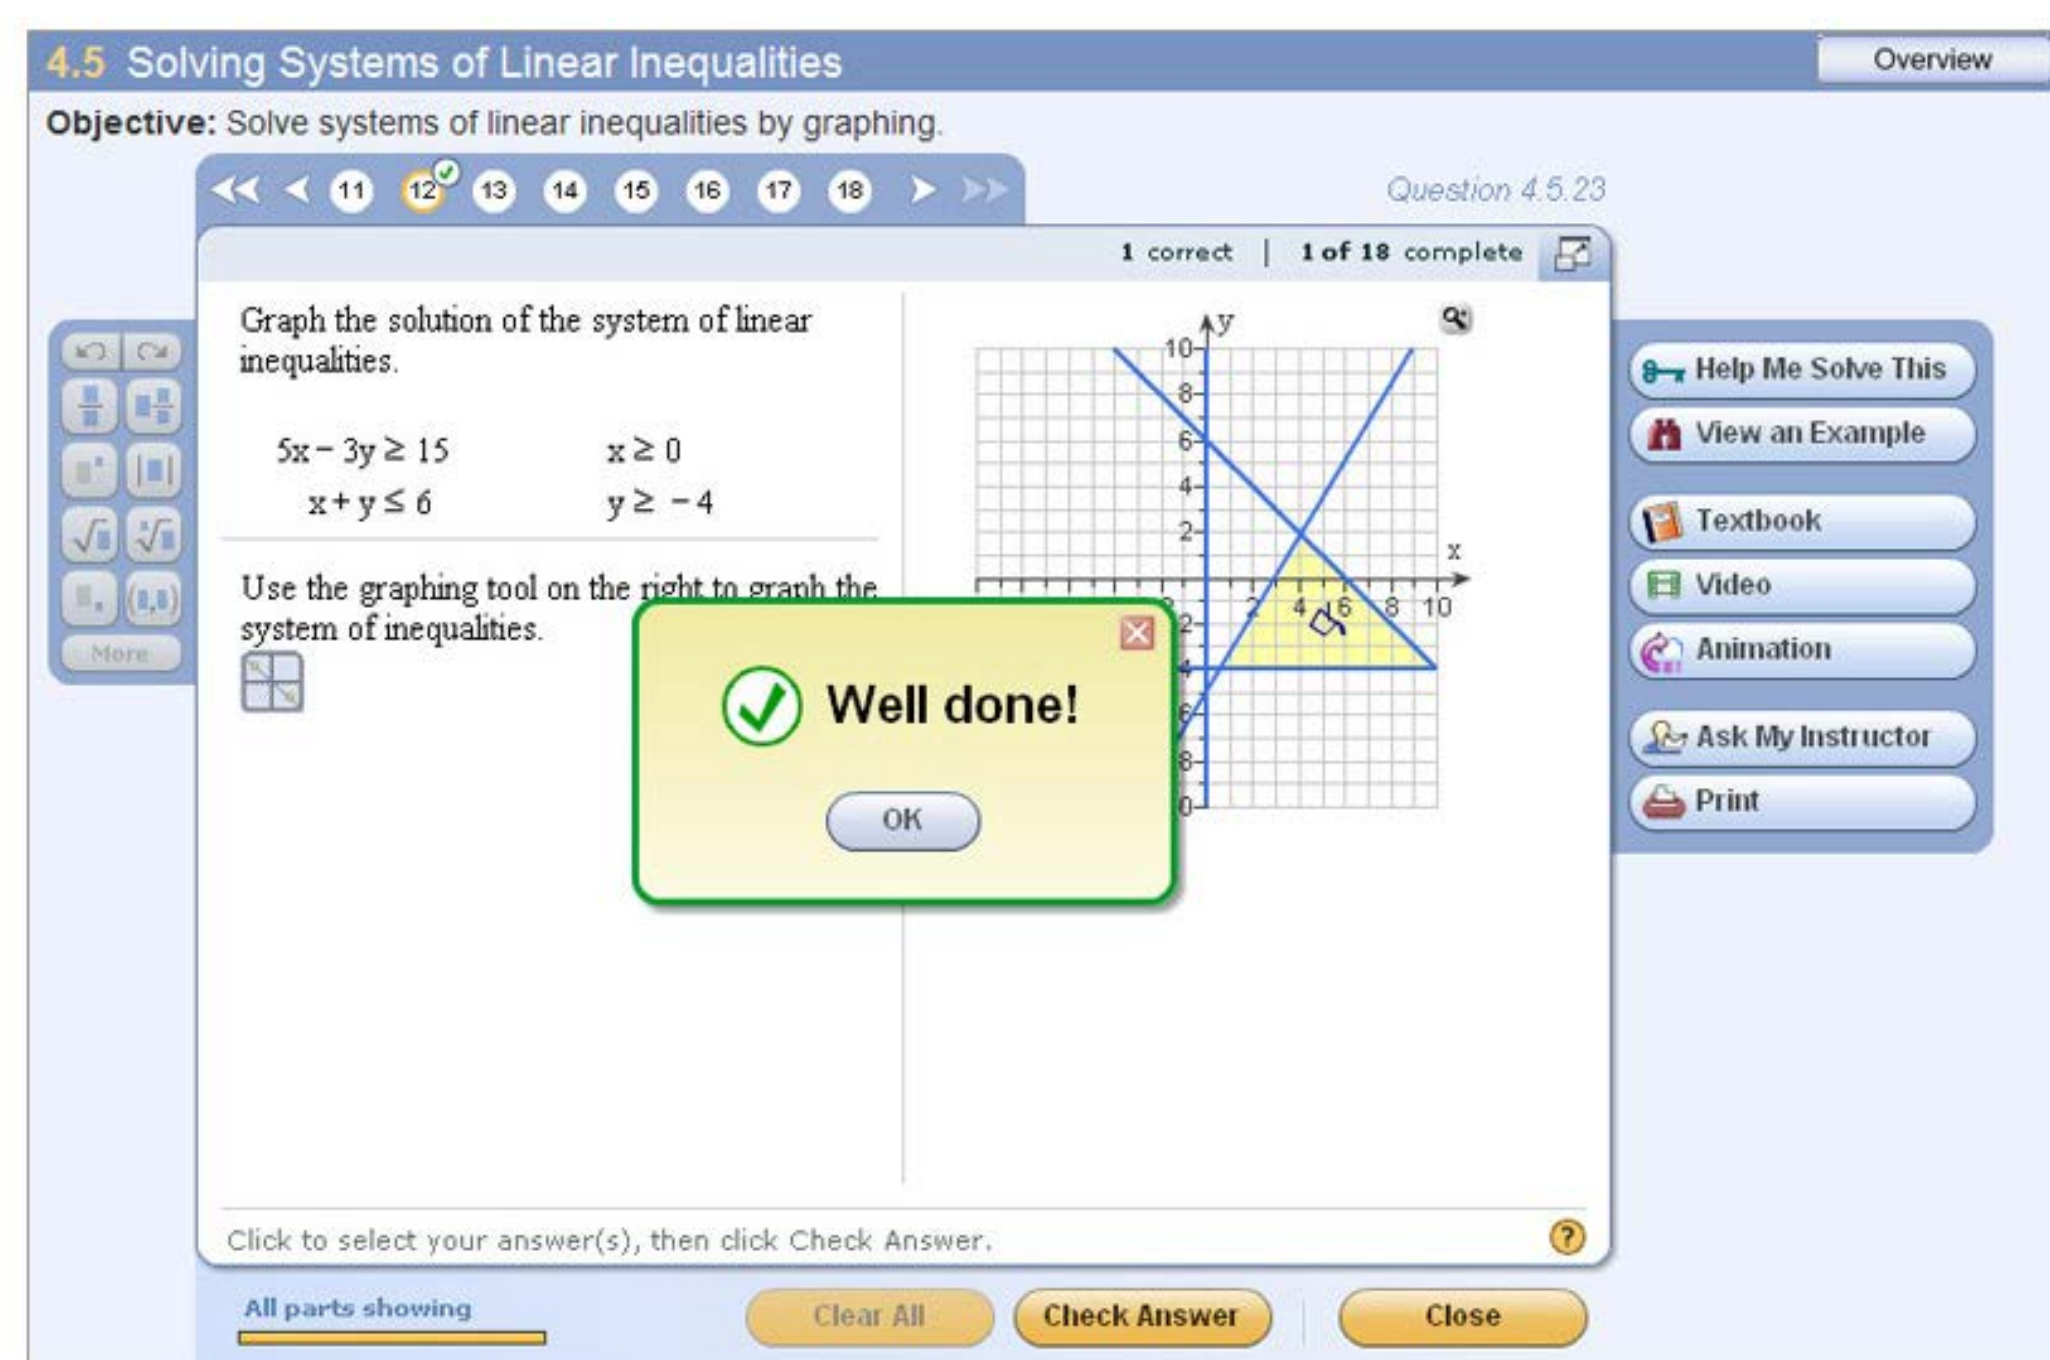 4.5 Solving Systems of Linear Inequalities
Overview
Objective: Solve systems of linear inequalities by graphing.
11 12 13 14 15 16 17 18
Question 4.5.23
1 correct | 1 of 18 complete
Graph the solution of the system of linear
inequalities.
5x − 3y ≥ 15 x ≥ 0
x + y ≤ 6 y ≥ − 4
Use the graphing tool on the right to graph the
system of inequalities.
More
y
10
8
6
4
2
x
2 4 6 8 10
2
4
6
8
0
Well done!
OK
Help Me Solve This
View an Example
Textbook
Video
Animation
Ask My Instructor
Print
Click to select your answer(s), then click Check Answer.
?
All parts showing
Clear All
Check Answer
Close